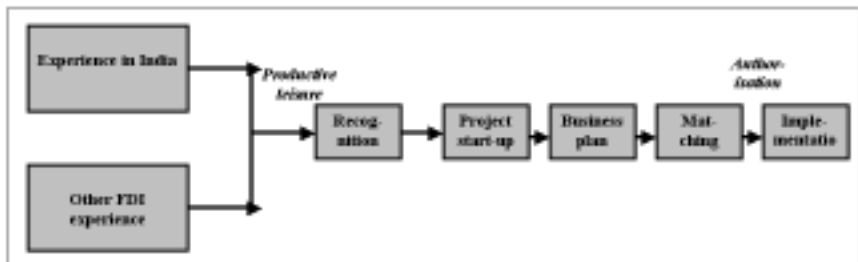 Experience in India
Productive
leisure
Author-
isation
Recog-
nition
Project
start-up
Business
plan
Mat-
ching
Imple-
mentatio
Other FDI
experience